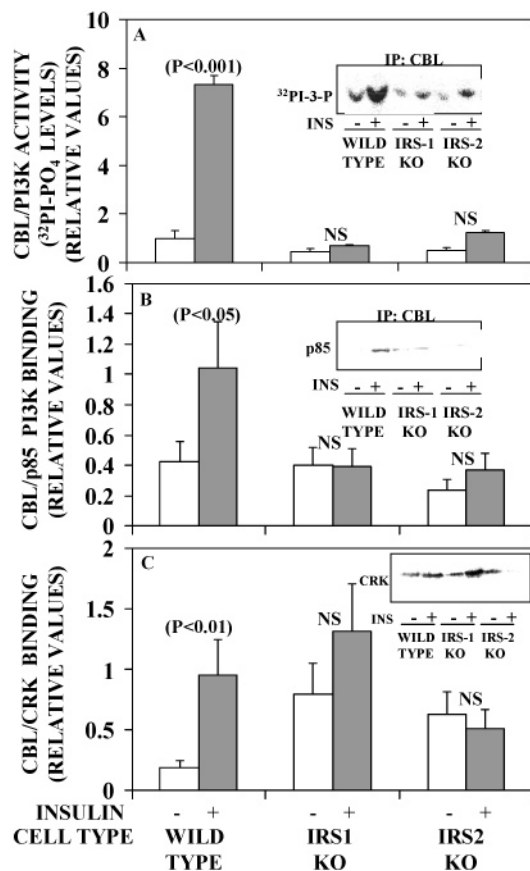 A
CBL/PI3K ACTIVITY
(³²PI-PO₄ LEVELS)
(RELATIVE VALUES)
10
8
6
4
2
0
(P<0.001)
IP: CBL
³²PI-3-P
INS - + - + - +
WILD IRS-1 IRS-2
TYPE KO KO
NS
NS
B
CBL/p85 PI3K BINDING
(RELATIVE VALUES)
1.6
1.4
1.2
1
0.8
0.6
0.4
0.2
0
(P<0.05)
IP: CBL
p85
INS - + - + - +
WILD IRS-1 IRS-2
TYPE KO KO
NS
NS
C
CBL/CRK BINDING
(RELATIVE VALUES)
2
1.5
1
0.5
0
(P<0.01)
CRK
INS - + - + - +
WILD IRS-1 IRS-2
TYPE KO KO
NS
NS
INSULIN - + - + - +
CELL TYPE WILD IRS1 IRS2
TYPE KO KO